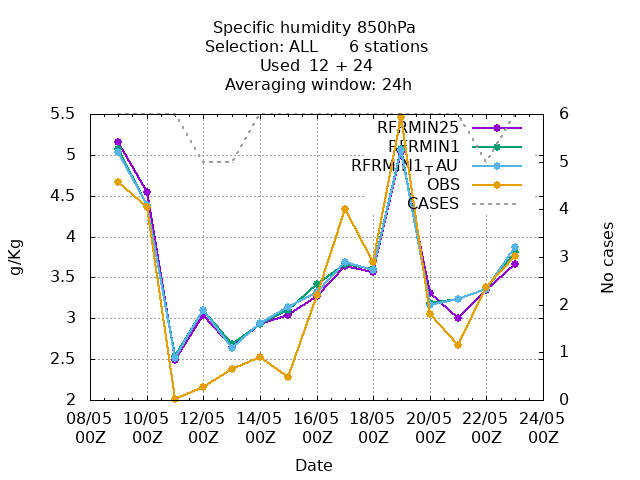 Specific humidity 850hPa
Selection: ALL 6 stations
Used 12 + 24
Averaging window: 24h
g/Kg
5.5
5
4.5
4
3.5
3
2.5
2
RFRMIN25
RFRMIN1
RFRMIN1_TAU
OBS
CASES
6
5
4
3
2
1
0
No cases
08/05 10/05 12/05 14/05 16/05 18/05 20/05 22/05 24/05
00Z 00Z 00Z 00Z 00Z 00Z 00Z 00Z 00Z
Date